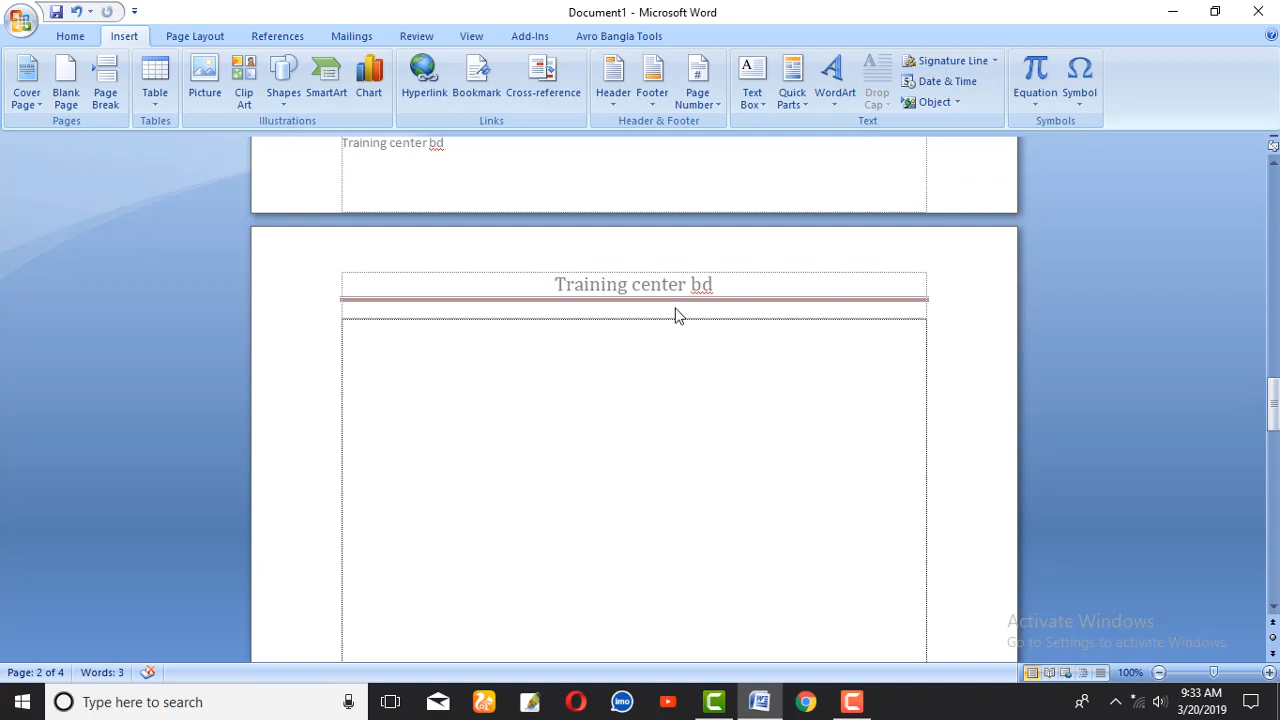 Document1 - Microsoft Word
Home Insert Page Layout References Mailings Review View Add-Ins Avro Bangla Tools
Cover Page
Blank Page
Page Break
Table
Picture
Clip Art
Shapes
SmartArt
Chart
Hyperlink
Bookmark
Cross-reference
Header
Footer
Page Number
Text Box
Quick Parts
WordArt
Drop Cap
Signature Line
Date & Time
Object
Equation
Symbol
Pages Tables Illustrations Links Header & Footer Text Symbols
Training center bd
Training center bd
Activate Windows
Go to Settings to activate Windows.
Page: 2 of 4 Words: 3 100%
Type here to search
imo
9:33 AM
3/20/2019